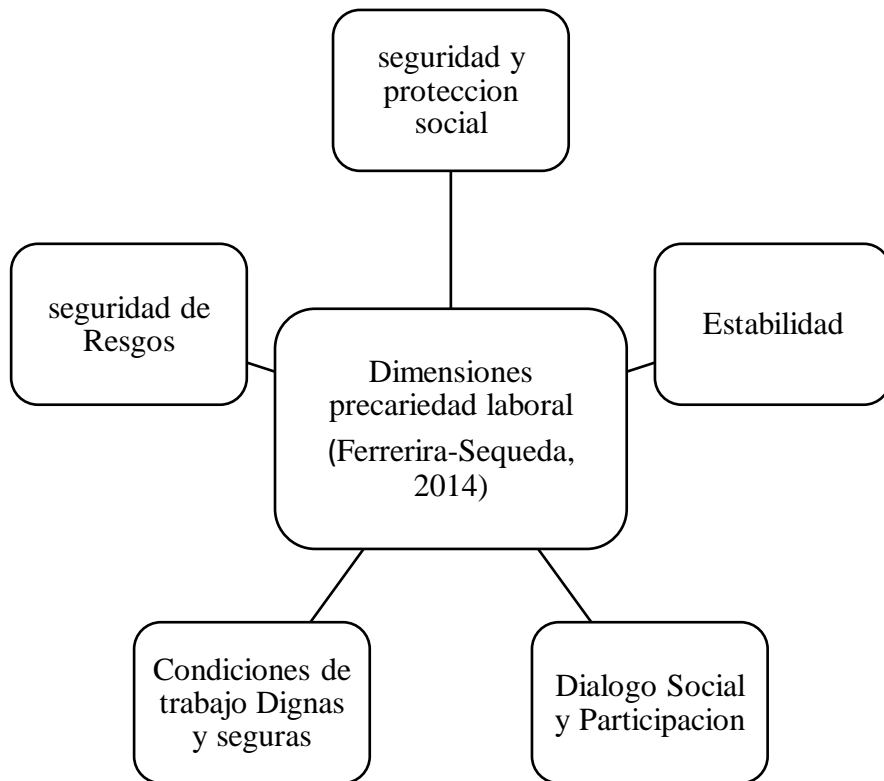 seguridad y
proteccion
social
seguridad de
Resgos
Estabilidad
Dimensiones
precariedad laboral
(Ferrerira-Sequeda,
2014)
Condiciones de
trabajo Dignas
y seguras
Dialogo Social
y Participacion